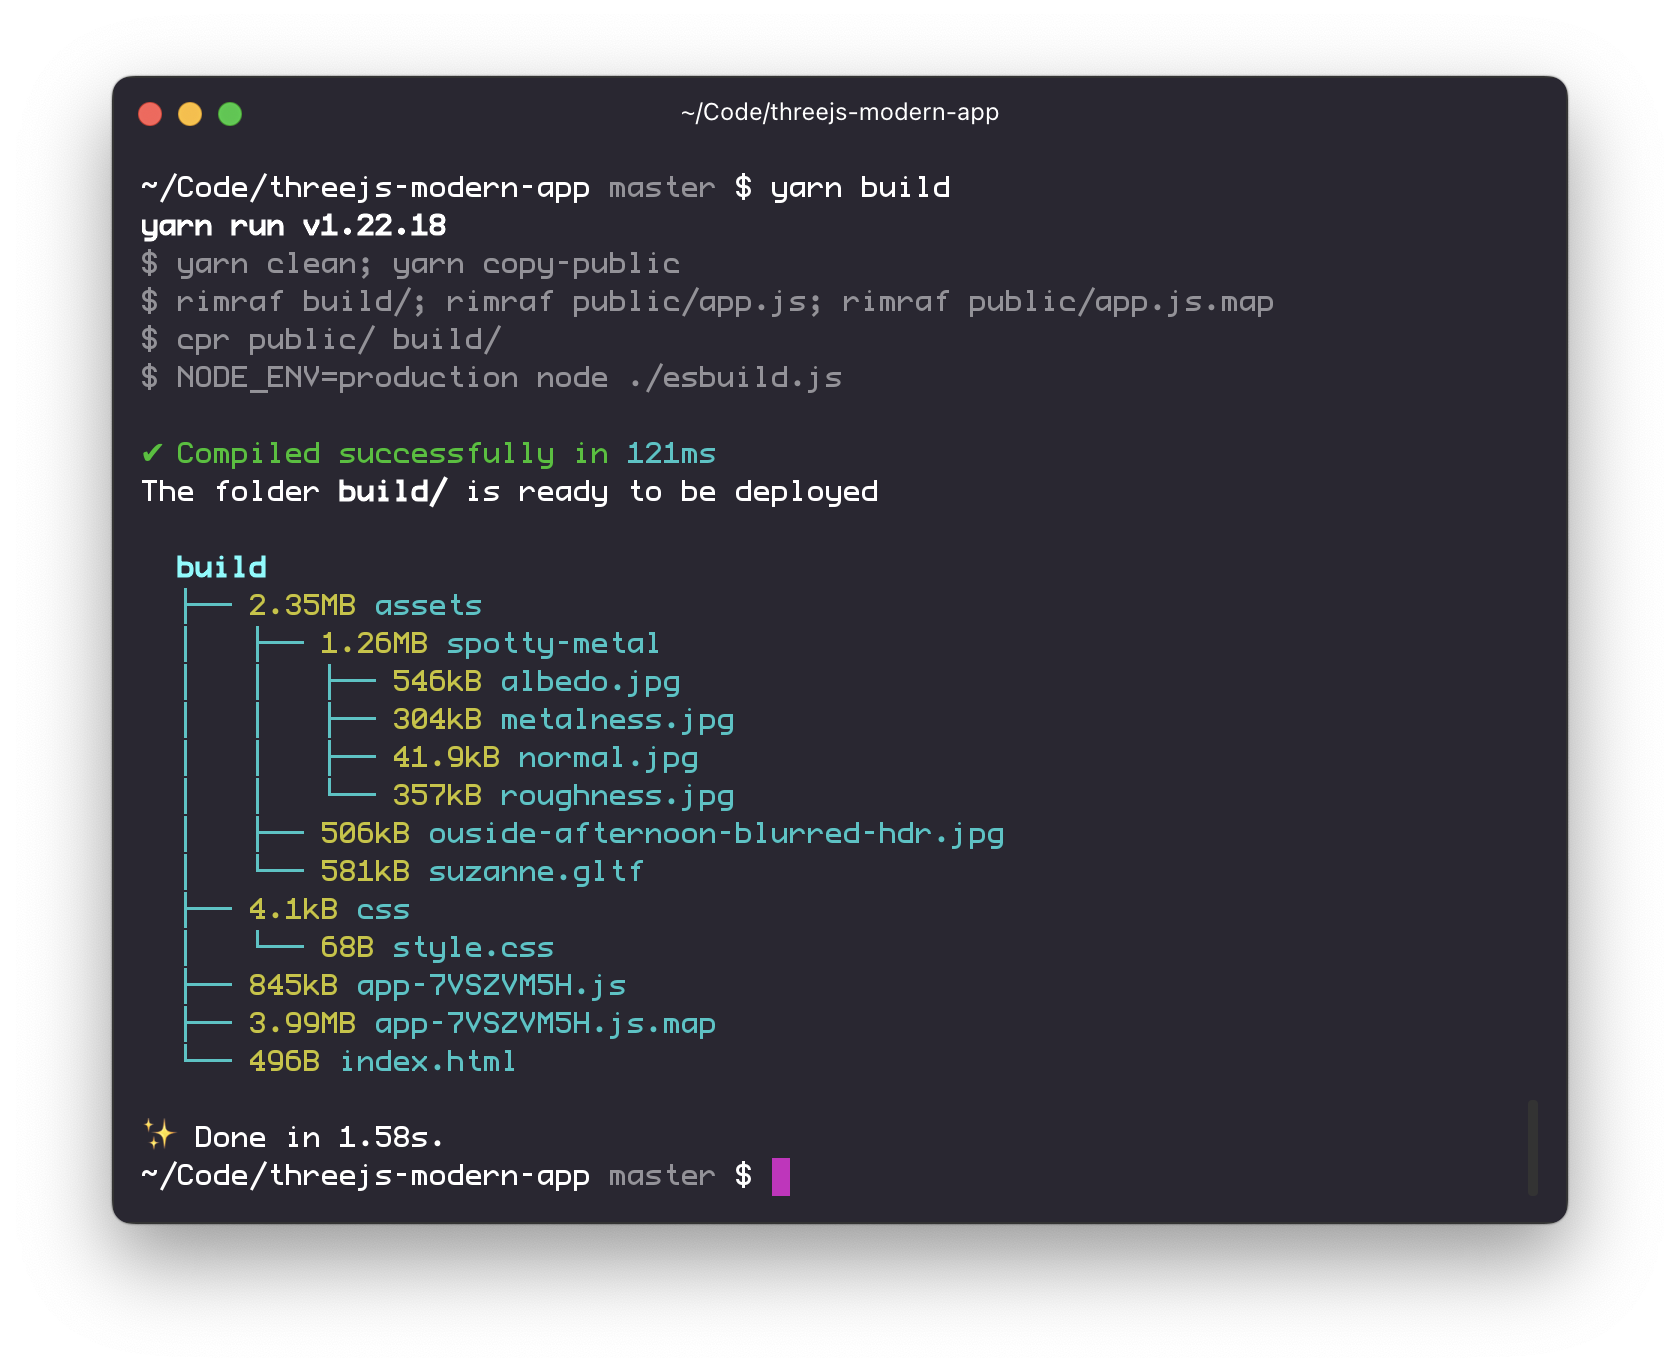 ~/Code/threejs-modern-app
~/Code/threejs-modern-app master $ yarn build
yarn run v1.22.18
$ yarn clean; yarn copy-public
$ rimraf build/; rimraf public/app.js; rimraf public/app.js.map
$ cpr public/ build/
$ NODE_ENV=production node ./esbuild.js
✔ Compiled successfully in 121ms
The folder build/ is ready to be deployed
build
├── 2.35MB assets
│   ├── 1.26MB spotty-metal
│   │   ├── 546kB albedo.jpg
│   │   ├── 304kB metalness.jpg
│   │   ├── 41.9kB normal.jpg
│   │   └── 357kB roughness.jpg
│   ├── 506kB ouside-afternoon-blurred-hdr.jpg
│   └── 581kB suzanne.gltf
├── 4.1kB css
│   └── 68B style.css
├── 845kB app-7VSZVM5H.js
├── 3.99MB app-7VSZVM5H.js.map
└── 496B index.html
✨ Done in 1.58s.
~/Code/threejs-modern-app master $